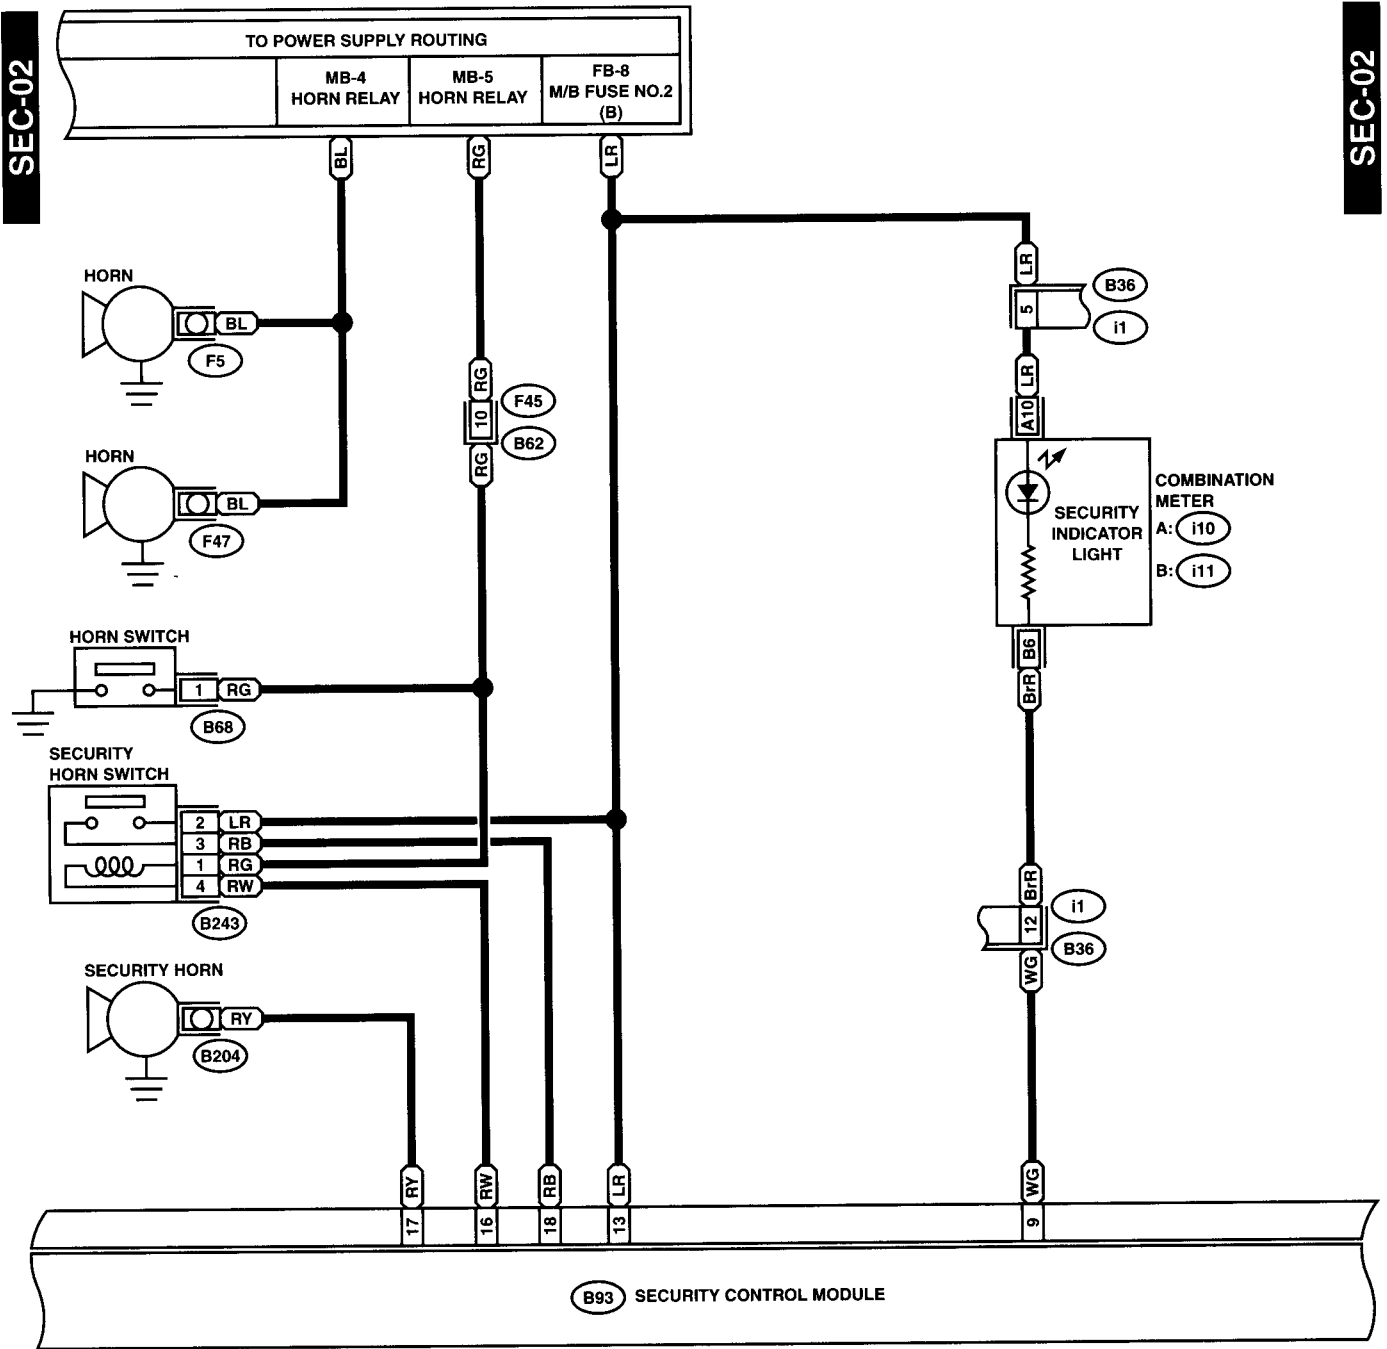 SEC-02
SEC-02
TO POWER SUPPLY ROUTING
MB-4
HORN RELAY
MB-5
HORN RELAY
FB-8
M/B FUSE NO.2
(B)
BL
RG
LR
HORN
BL
F5
LR
5
B36
i1
LR
A10
RG
10
RG
F45
B62
HORN
BL
F47
SECURITY
INDICATOR
LIGHT
COMBINATION
METER
A: i10
B: i11
B6
BrR
HORN SWITCH
1 RG
B68
SECURITY
HORN SWITCH
2 LR
3 RB
1 RG
4 RW
B243
BrR
12
WG
i1
B36
SECURITY HORN
RY
B204
RY
RW
RB
LR
WG
17
16
18
13
9
B93 SECURITY CONTROL MODULE